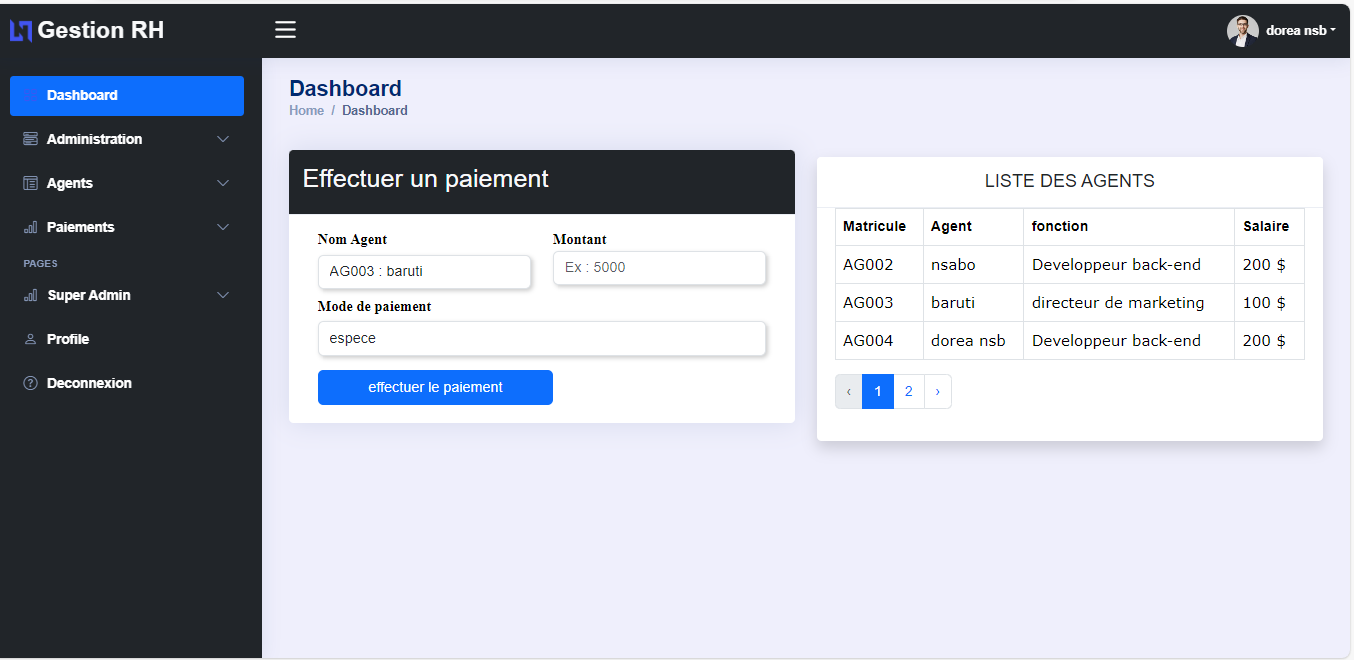 Gestion RH
dorea nsb
Dashboard
Administration
Agents
Paiements
PAGES
Super Admin
Profile
Deconnexion
Dashboard
Home / Dashboard
Effectuer un paiement
Nom Agent Montant
AG003 : baruti Ex : 5000
Mode de paiement
espece
effectuer le paiement
LISTE DES AGENTS
Matricule Agent fonction Salaire
AG002 nsabo Developpeur back-end 200 $
AG003 baruti directeur de marketing 100 $
AG004 dorea nsb Developpeur back-end 200 $
‹ 1 2 ›